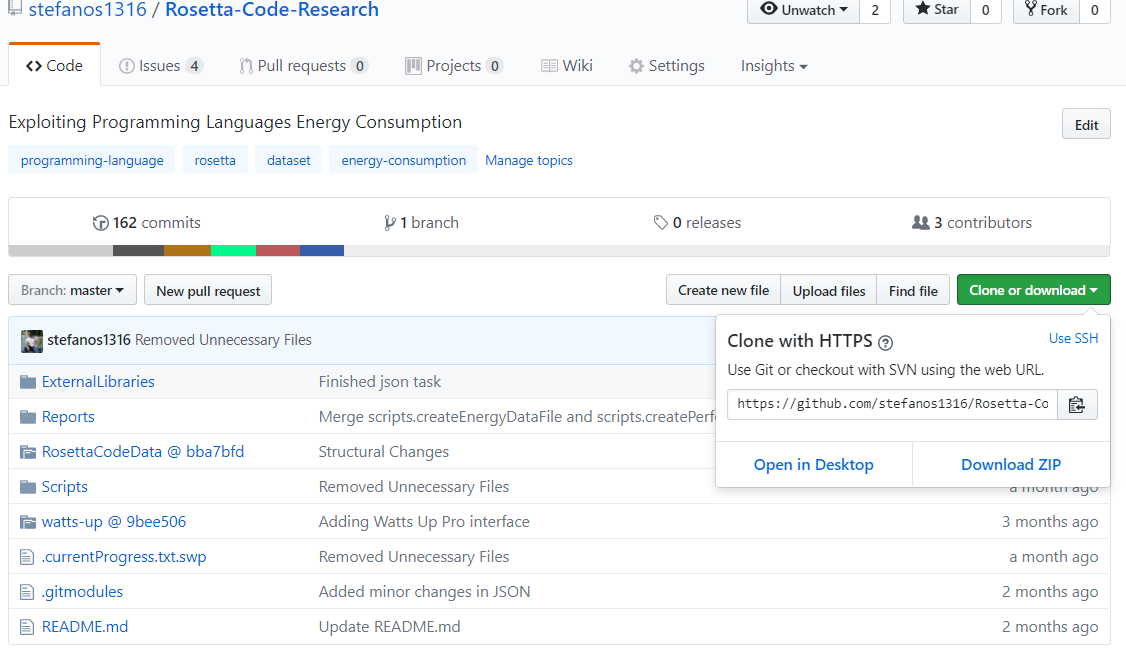 stefanos1316 / Rosetta-Code-Research
Unwatch 2 Star 0 Fork 0
Code Issues 4 Pull requests 0 Projects 0 Wiki Settings Insights
Exploiting Programming Languages Energy Consumption
Edit
programming-language rosetta dataset energy-consumption Manage topics
162 commits 1 branch 0 releases 3 contributors
Branch: master New pull request Create new file Upload files Find file Clone or download
stefanos1316 Removed Unnecessary Files
Clone with HTTPS ? Use SSH
Use Git or checkout with SVN using the web URL.
https://github.com/stefanos1316/Rosetta-Co
Open in Desktop Download ZIP
ExternalLibraries Finished json task
Reports Merge scripts.createEnergyDataFile and scripts.createPerf
RosettaCodeData @ bba7bfd Structural Changes
Scripts Removed Unnecessary Files a month ago
watts-up @ 9bee506 Adding Watts Up Pro interface 3 months ago
.currentProgress.txt.swp Removed Unnecessary Files a month ago
.gitmodules Added minor changes in JSON 2 months ago
README.md Update README.md 2 months ago